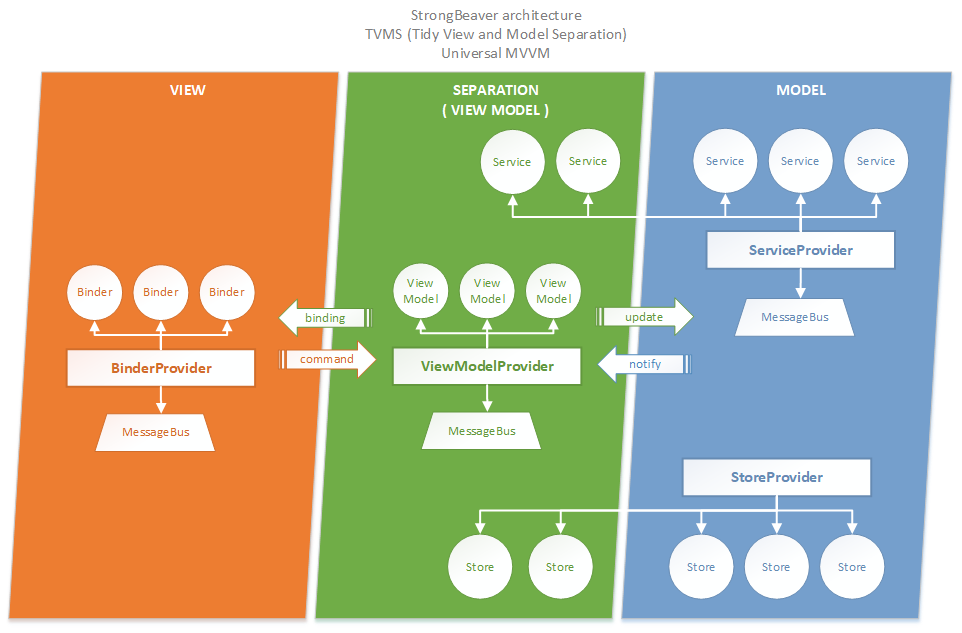 StrongBeaver architecture
TVMS (Tidy View and Model Separation)
Universal MVVM
VIEW
SEPARATION
( VIEW MODEL )
MODEL
Service
Service
Service
Service
Service
ServiceProvider
MessageBus
Binder
Binder
Binder
BinderProvider
MessageBus
binding
command
View
Model
View
Model
View
Model
ViewModelProvider
MessageBus
update
notify
StoreProvider
Store
Store
Store
Store
Store